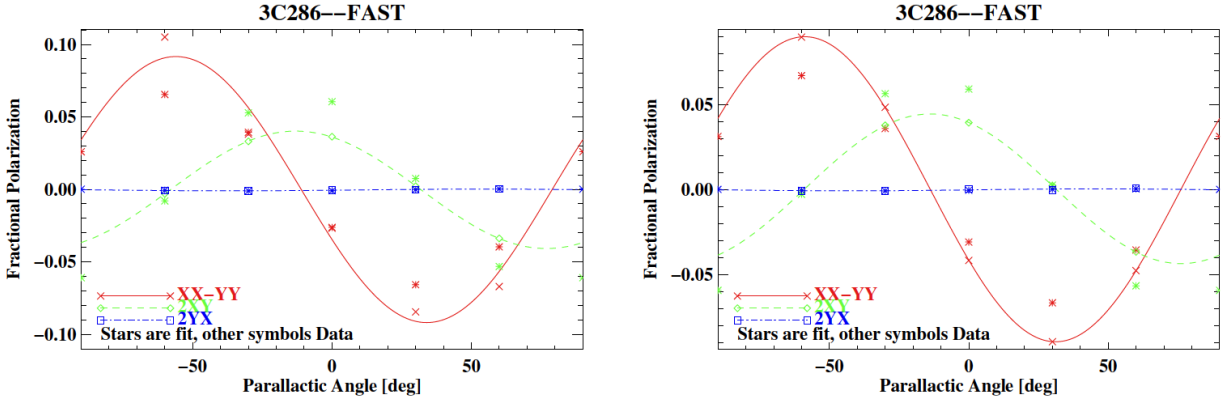 3C286−−FAST
0.10
0.05
0.00
−0.05
−0.10
Fractional Polarization
XX−YY
2XY
2YX
Stars are fit, other symbols Data
−50 0 50
Parallactic Angle [deg]
3C286−−FAST
0.05
0.00
−0.05
Fractional Polarization
XX−YY
2XY
2YX
Stars are fit, other symbols Data
−50 0 50
Parallactic Angle [deg]